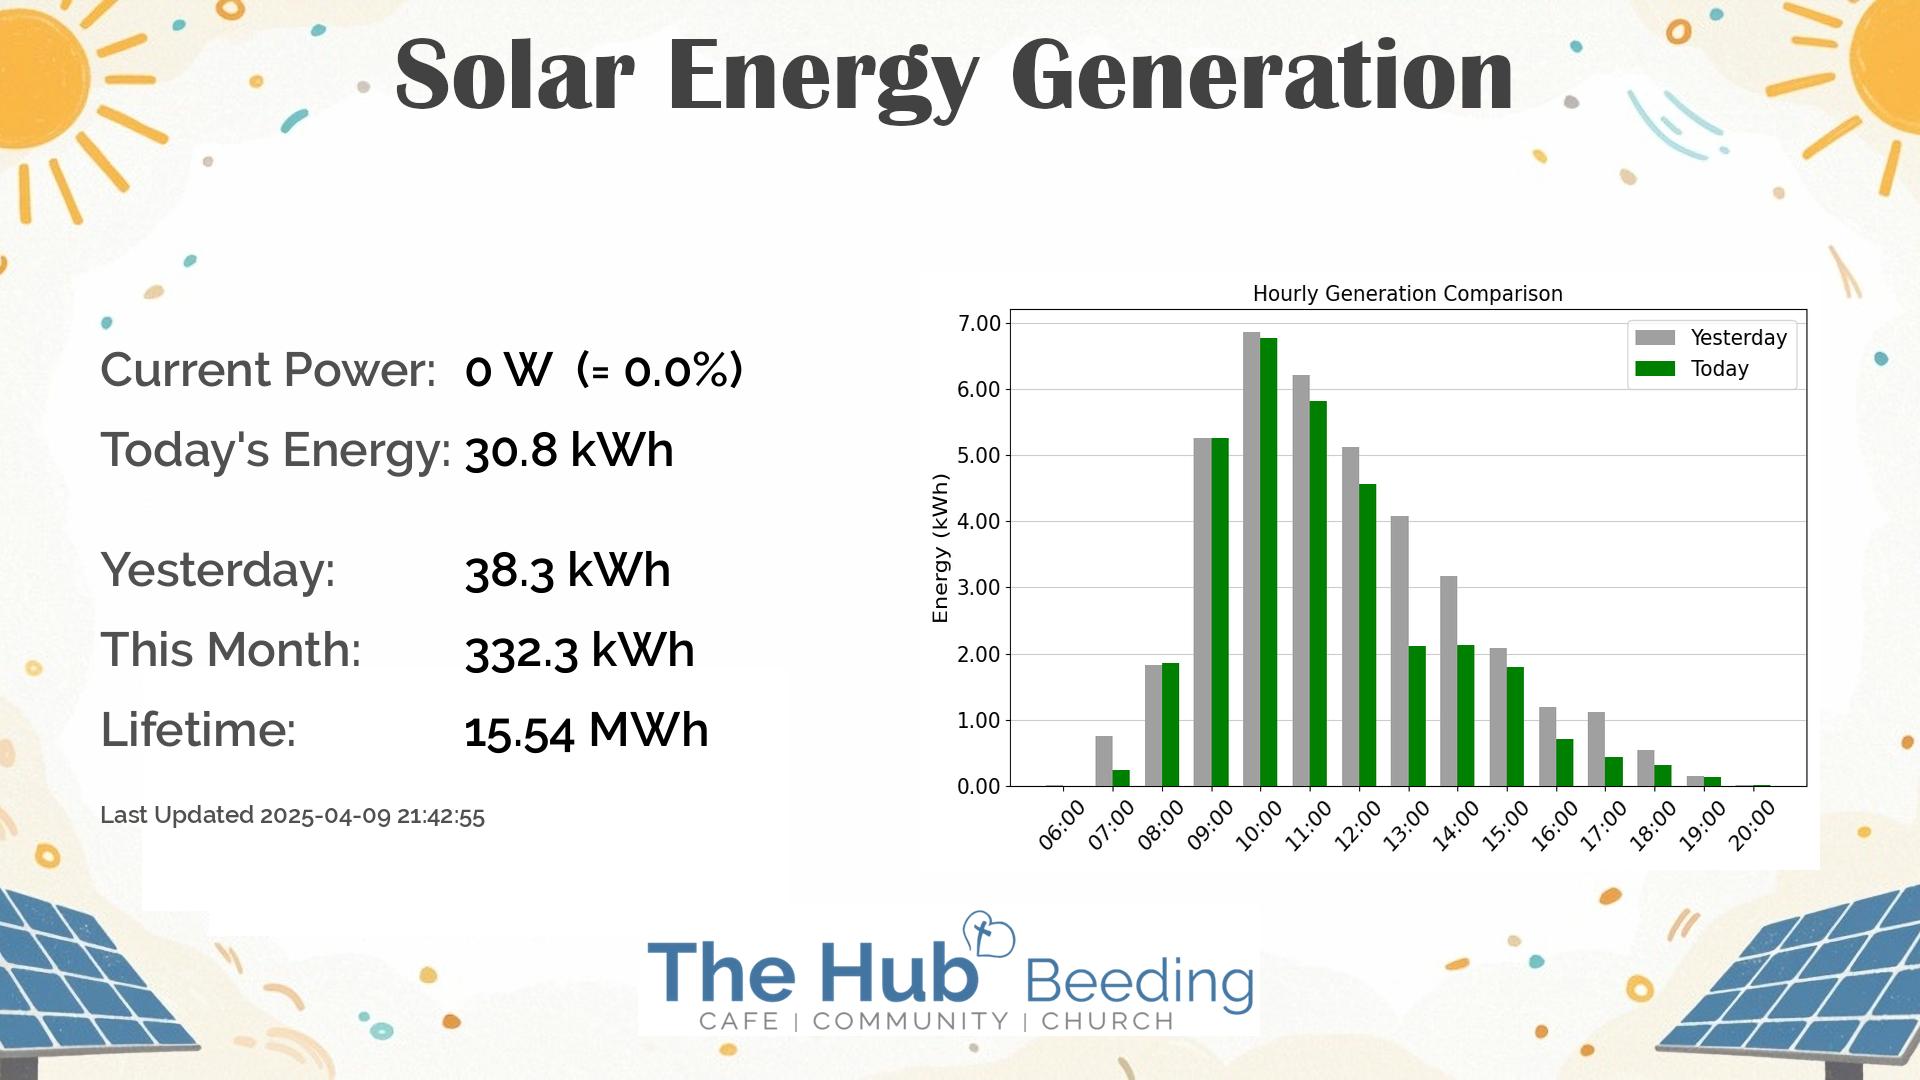 Solar Energy Generation
Current Power: 0 W (= 0.0%)
Today's Energy: 30.8 kWh
Yesterday: 38.3 kWh
This Month: 332.3 kWh
Lifetime: 15.54 MWh
Last Updated 2025-04-09 21:42:55
Hourly Generation Comparison
Yesterday
Today
Energy (kWh)
7.00
6.00
5.00
4.00
3.00
2.00
1.00
0.00
06:00 07:00 08:00 09:00 10:00 11:00 12:00 13:00 14:00 15:00 16:00 17:00 18:00 19:00 20:00
The Hub Beeding
CAFE | COMMUNITY | CHURCH